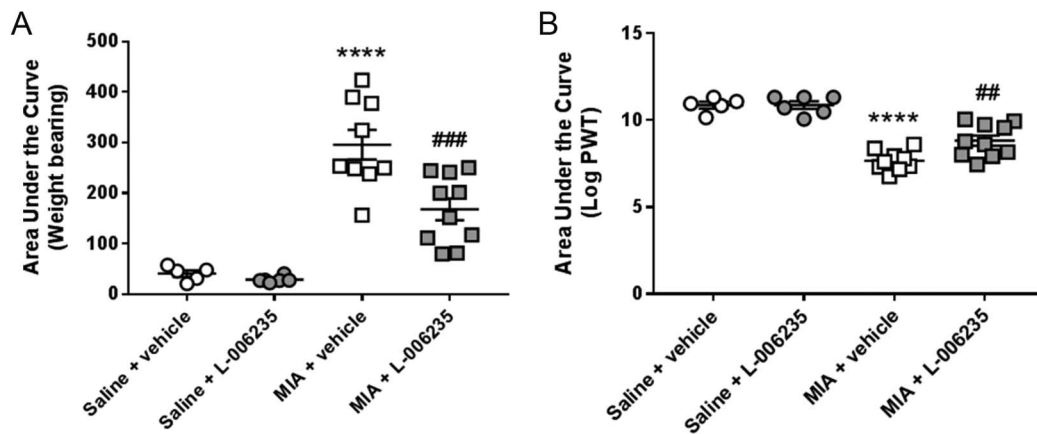 A
Area Under the Curve
(Weight bearing)
500
400
300
200
100
0
****
###
Saline + vehicle
Saline + L-006235
MIA + vehicle
MIA + L-006235
B
Area Under the Curve
(Log PWT)
15
10
5
0
****
##
Saline + vehicle
Saline + L-006235
MIA + vehicle
MIA + L-006235